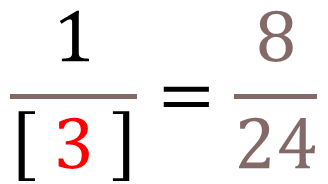 1/[ 3 ] = 8/24